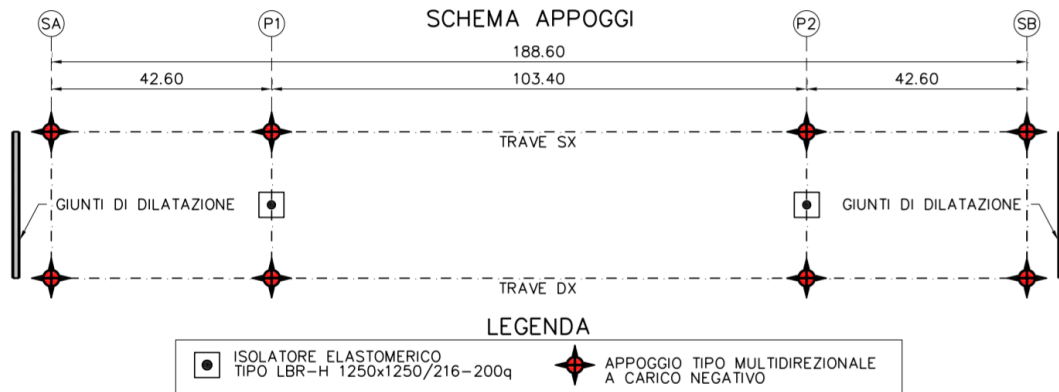 SCHEMA APPOGGI
SA P1 P2 SB
188.60
42.60 103.40 42.60
TRAVE SX
GIUNTI DI DILATAZIONE GIUNTI DI DILATAZIONE
TRAVE DX
LEGENDA
ISOLATORE ELASTOMERICO
TIPO LBR-H 1250x1250/216-200q
APPOGGIO TIPO MULTIDIREZIONALE
A CARICO NEGATIVO